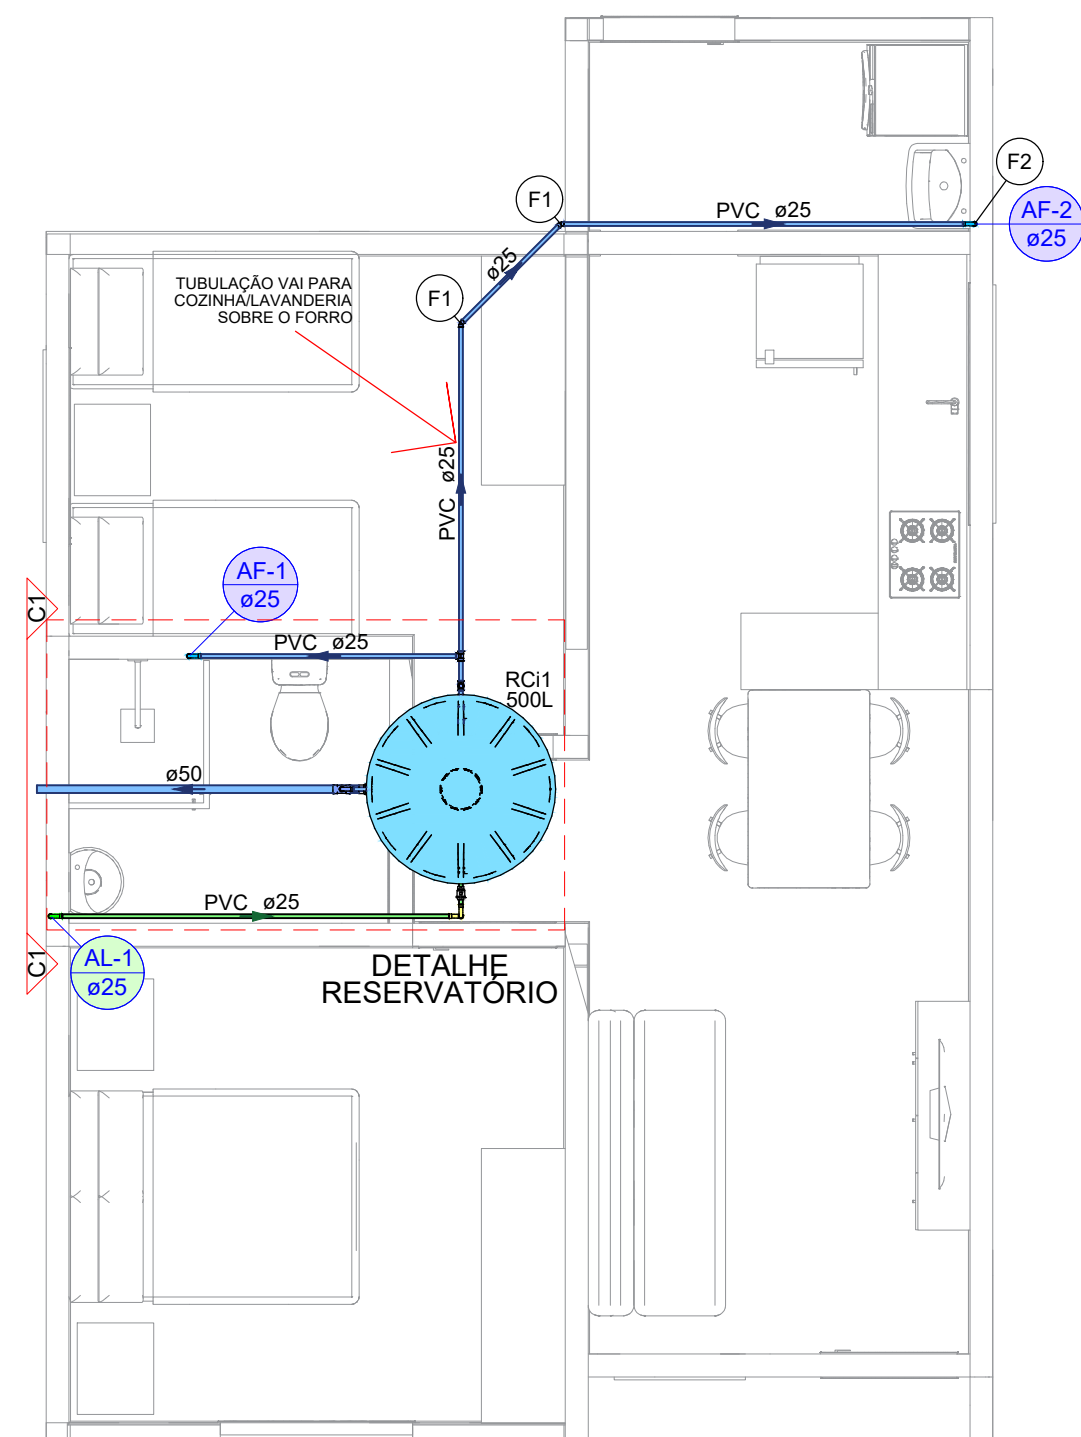 F2
F1
PVC ø25
AF-2
ø25
ø25
TUBULAÇÃO VAI PARA
COZINHA/LAVANDERIA
SOBRE O FORRO
F1
PVC ø25
AF-1
ø25
C1
PVC ø25
RCi1
500L
ø50
PVC ø25
C1
AL-1
ø25
DETALHE
RESERVATÓRIO